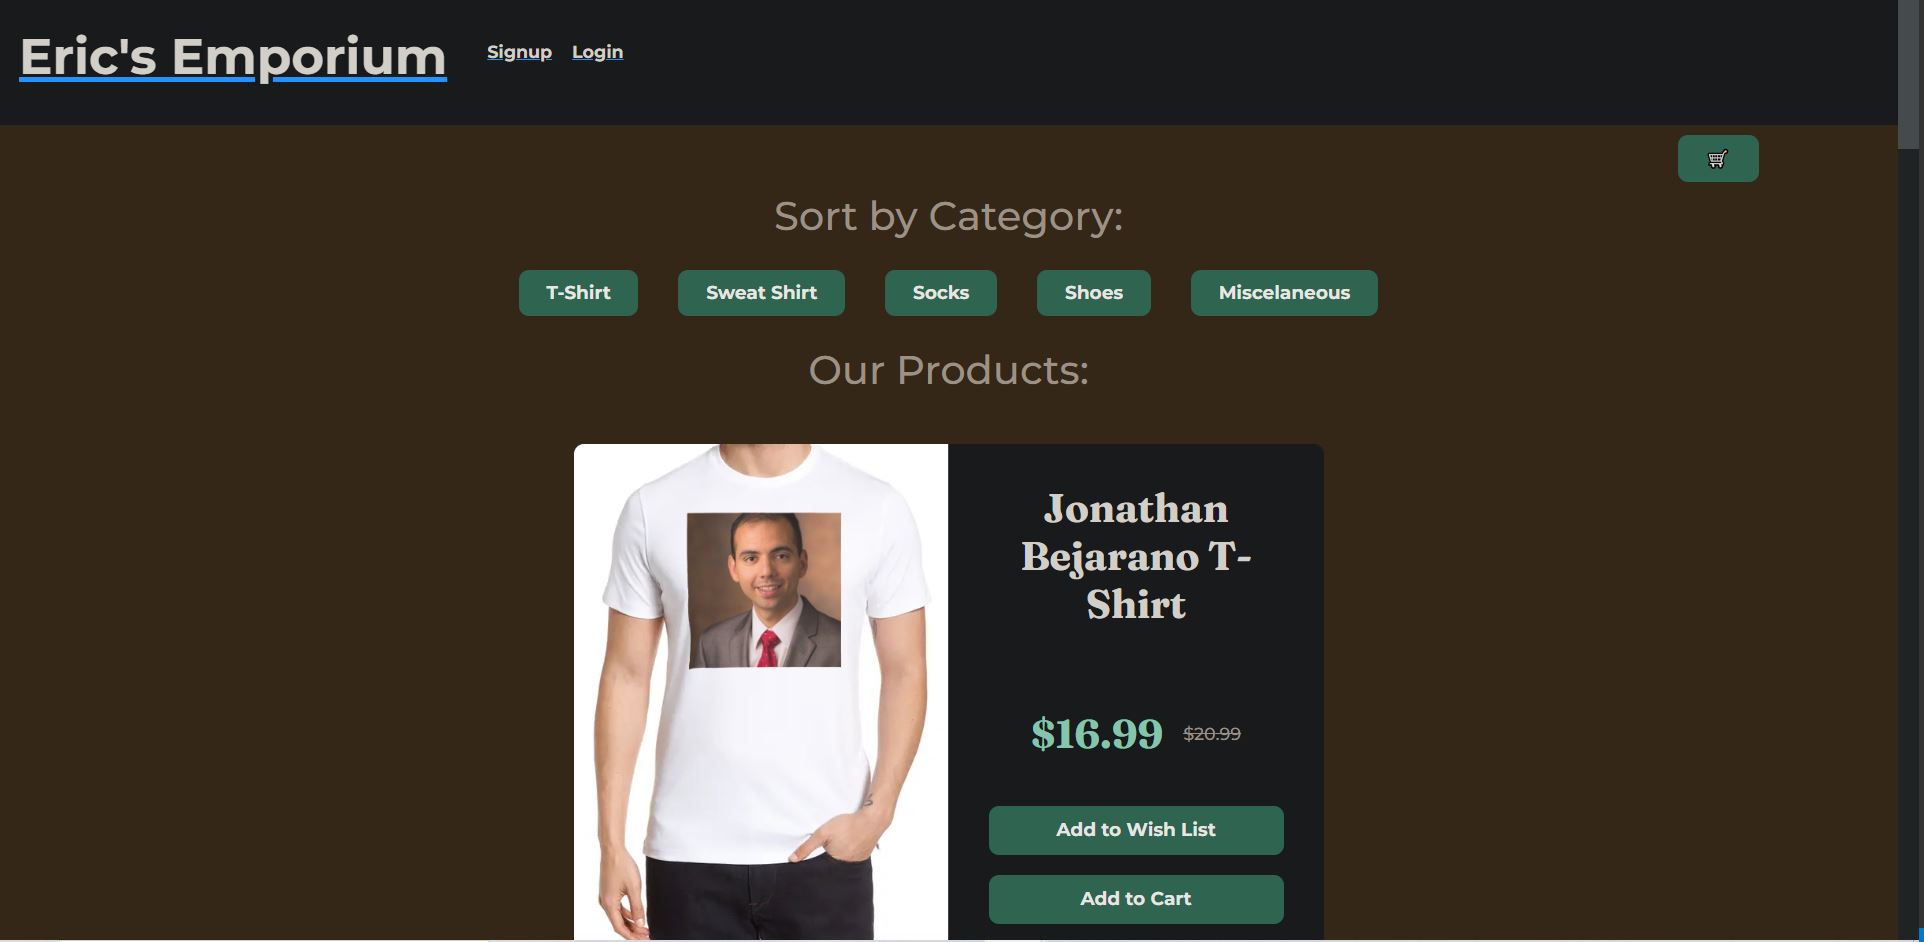 Eric's Emporium
Signup Login
Sort by Category:
T-Shirt Sweat Shirt Socks Shoes Miscelaneous
Our Products:
Jonathan
Bejarano T-
Shirt
$16.99 $20.99
Add to Wish List
Add to Cart